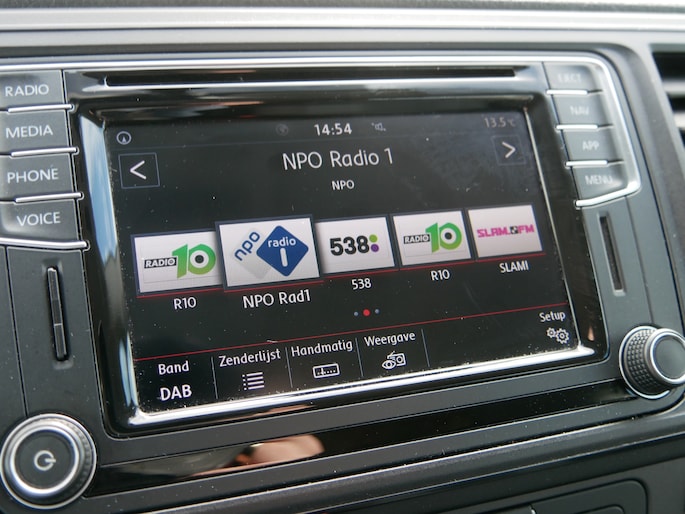 RADIO
MEDIA
PHONE
VOICE
EJECT
NAV
APP
MENU
14:54
13.5°C
<
NPO Radio 1
>
NPO
RADIO 10
npo radio 1
538
RADIO 10
SLAM!FM
R10
NPO Rad1
538
R10
SLAM!
Band
DAB
Zenderlijst
Handmatig
Weergave
Setup